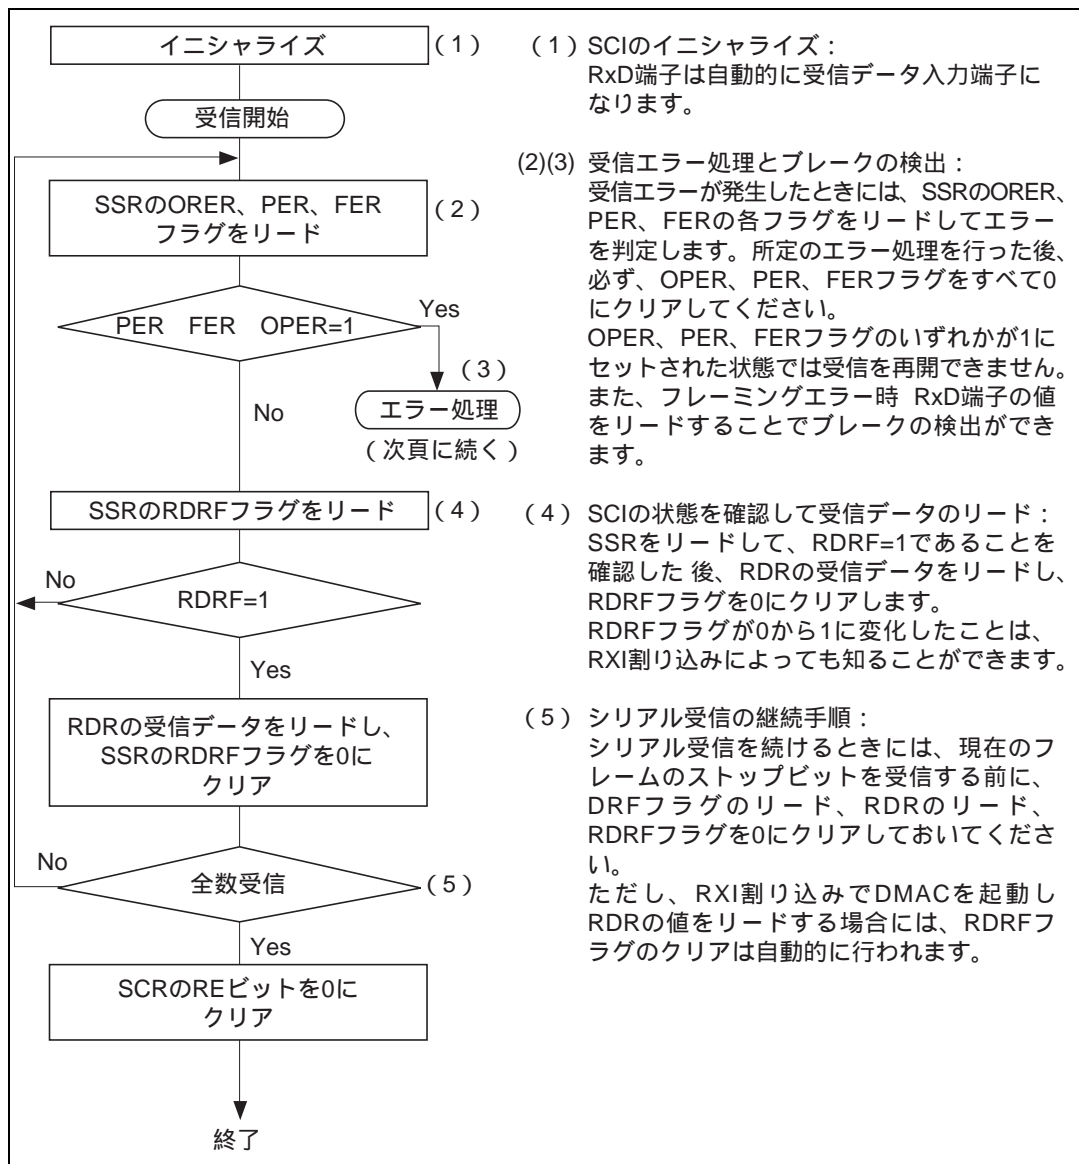 イニシャライズ
(1)
受信開始
SSRのORER、PER、FER
フラグをリード
(2)
PER FER OPER=1
Yes
(3)
No
エラー処理
(次頁に続く)
SSRのRDRFフラグをリード
(4)
No
RDRF=1
Yes
RDRの受信データをリードし、
SSRのRDRFフラグを0に
クリア
No
全数受信
(5)
Yes
SCRのREビットを0に
クリア
終了
(1) SCIのイニシャライズ:
RxD端子は自動的に受信データ入力端子に
なります。
(2)(3) 受信エラー処理とブレークの検出:
受信エラーが発生したときには、SSRのORER、
PER、FERの各フラグをリードしてエラー
を判定します。所定のエラー処理を行った後、
必ず、OPER、PER、FERフラグをすべて0
にクリアしてください。
OPER、PER、FERフラグのいずれかが1に
セットされた状態では受信を再開できません。
また、フレーミングエラー時 RxD端子の値
をリードすることでブレークの検出ができ
ます。
(4) SCIの状態を確認して受信データのリード:
SSRをリードして、RDRF=1であることを
確認した 後、RDRの受信データをリードし、
RDRFフラグを0にクリアします。
RDRFフラグが0から1に変化したことは、
RXI割り込みによっても知ることができます。
(5) シリアル受信の継続手順:
シリアル受信を続けるときには、現在のフ
レームのストップビットを受信する前に、
DRFフラグのリード、RDRのリード、
RDRFフラグを0にクリアしておいてくださ
い。
ただし、RXI割り込みでDMACを起動し
RDRの値をリードする場合には、RDRFフ
ラグのクリアは自動的に行われます。